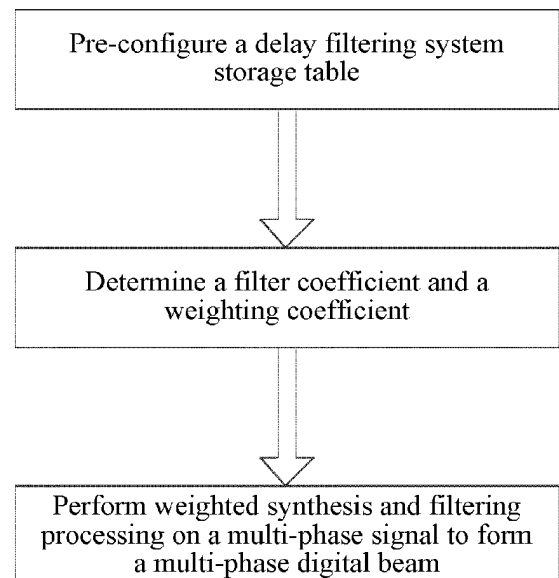 Pre-configure a delay filtering system
storage table
Determine a filter coefficient and a
weighting coefficient
Perform weighted synthesis and filtering
processing on a multi-phase signal to form
a multi-phase digital beam